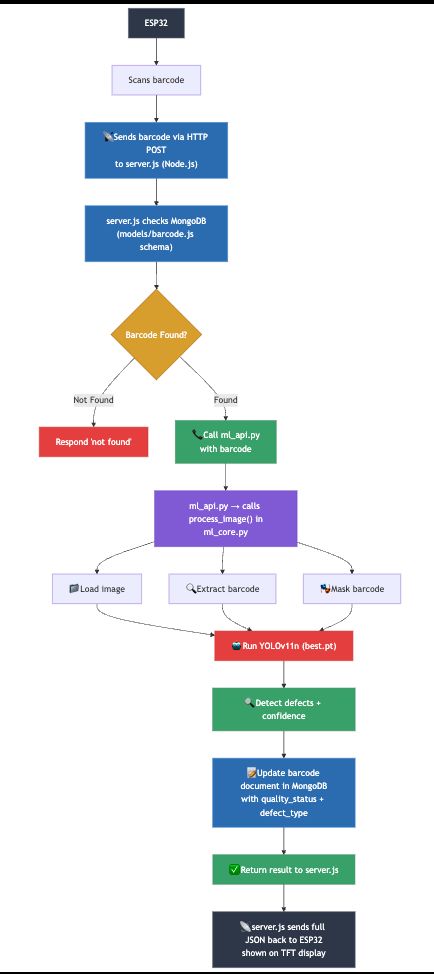 ESP32
Scans barcode
📡Sends barcode via HTTP
POST
to server.js (Node.js)
server.js checks MongoDB
(models/barcode.js
schema)
Barcode Found?
Not Found
Found
Respond 'not found'
📞Call ml_api.py
with barcode
ml_api.py → calls
process_image() in
ml_core.py
Load image
🔍Extract barcode
🎭Mask barcode
Run YOLOv11n (best.pt)
🔍Detect defects +
confidence
📝Update barcode
document in MongoDB
with quality_status +
defect_type
✅Return result to server.js
📡server.js sends full
JSON back to ESP32
shown on TFT display